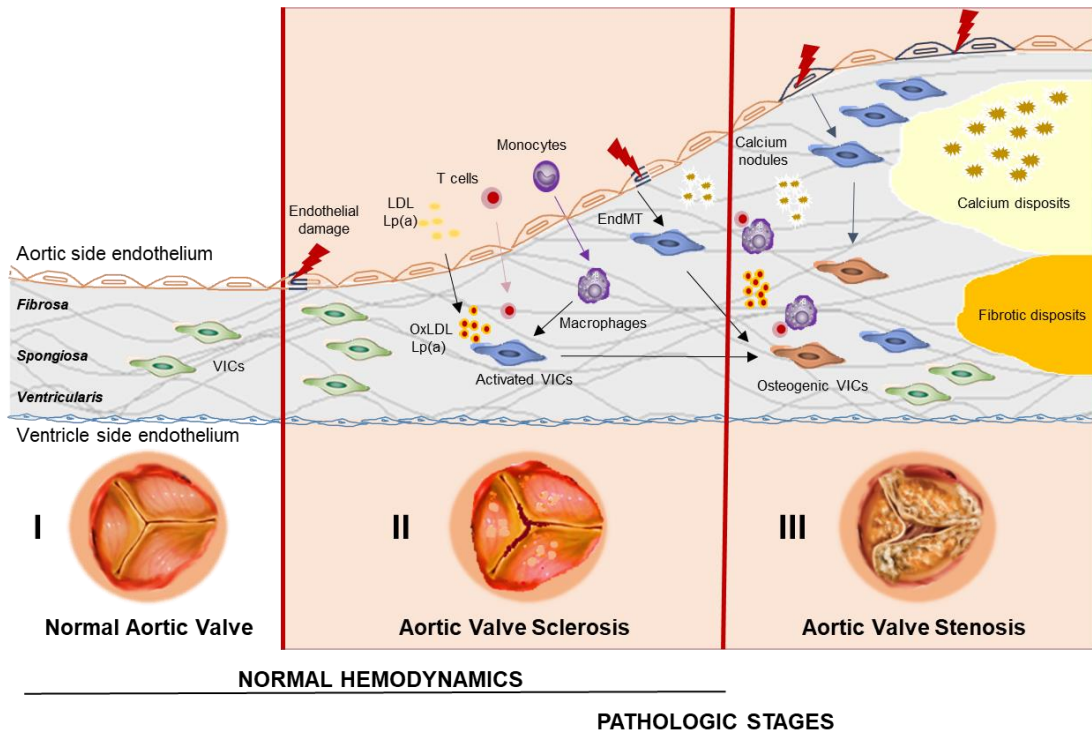 Monocytes
T cells
LDL
Lp(a)
Endothelial
damage
EndMT
Calcium
nodules
Calcium disposits
Aortic side endothelium
Fibrosa
Spongiosa
Ventricularis
VICs
OxLDL
Lp(a)
Macrophages
Activated VICs
Osteogenic VICs
Fibrotic disposits
Ventricle side endothelium
I
II
III
Normal Aortic Valve
Aortic Valve Sclerosis
Aortic Valve Stenosis
NORMAL HEMODYNAMICS
PATHOLOGIC STAGES